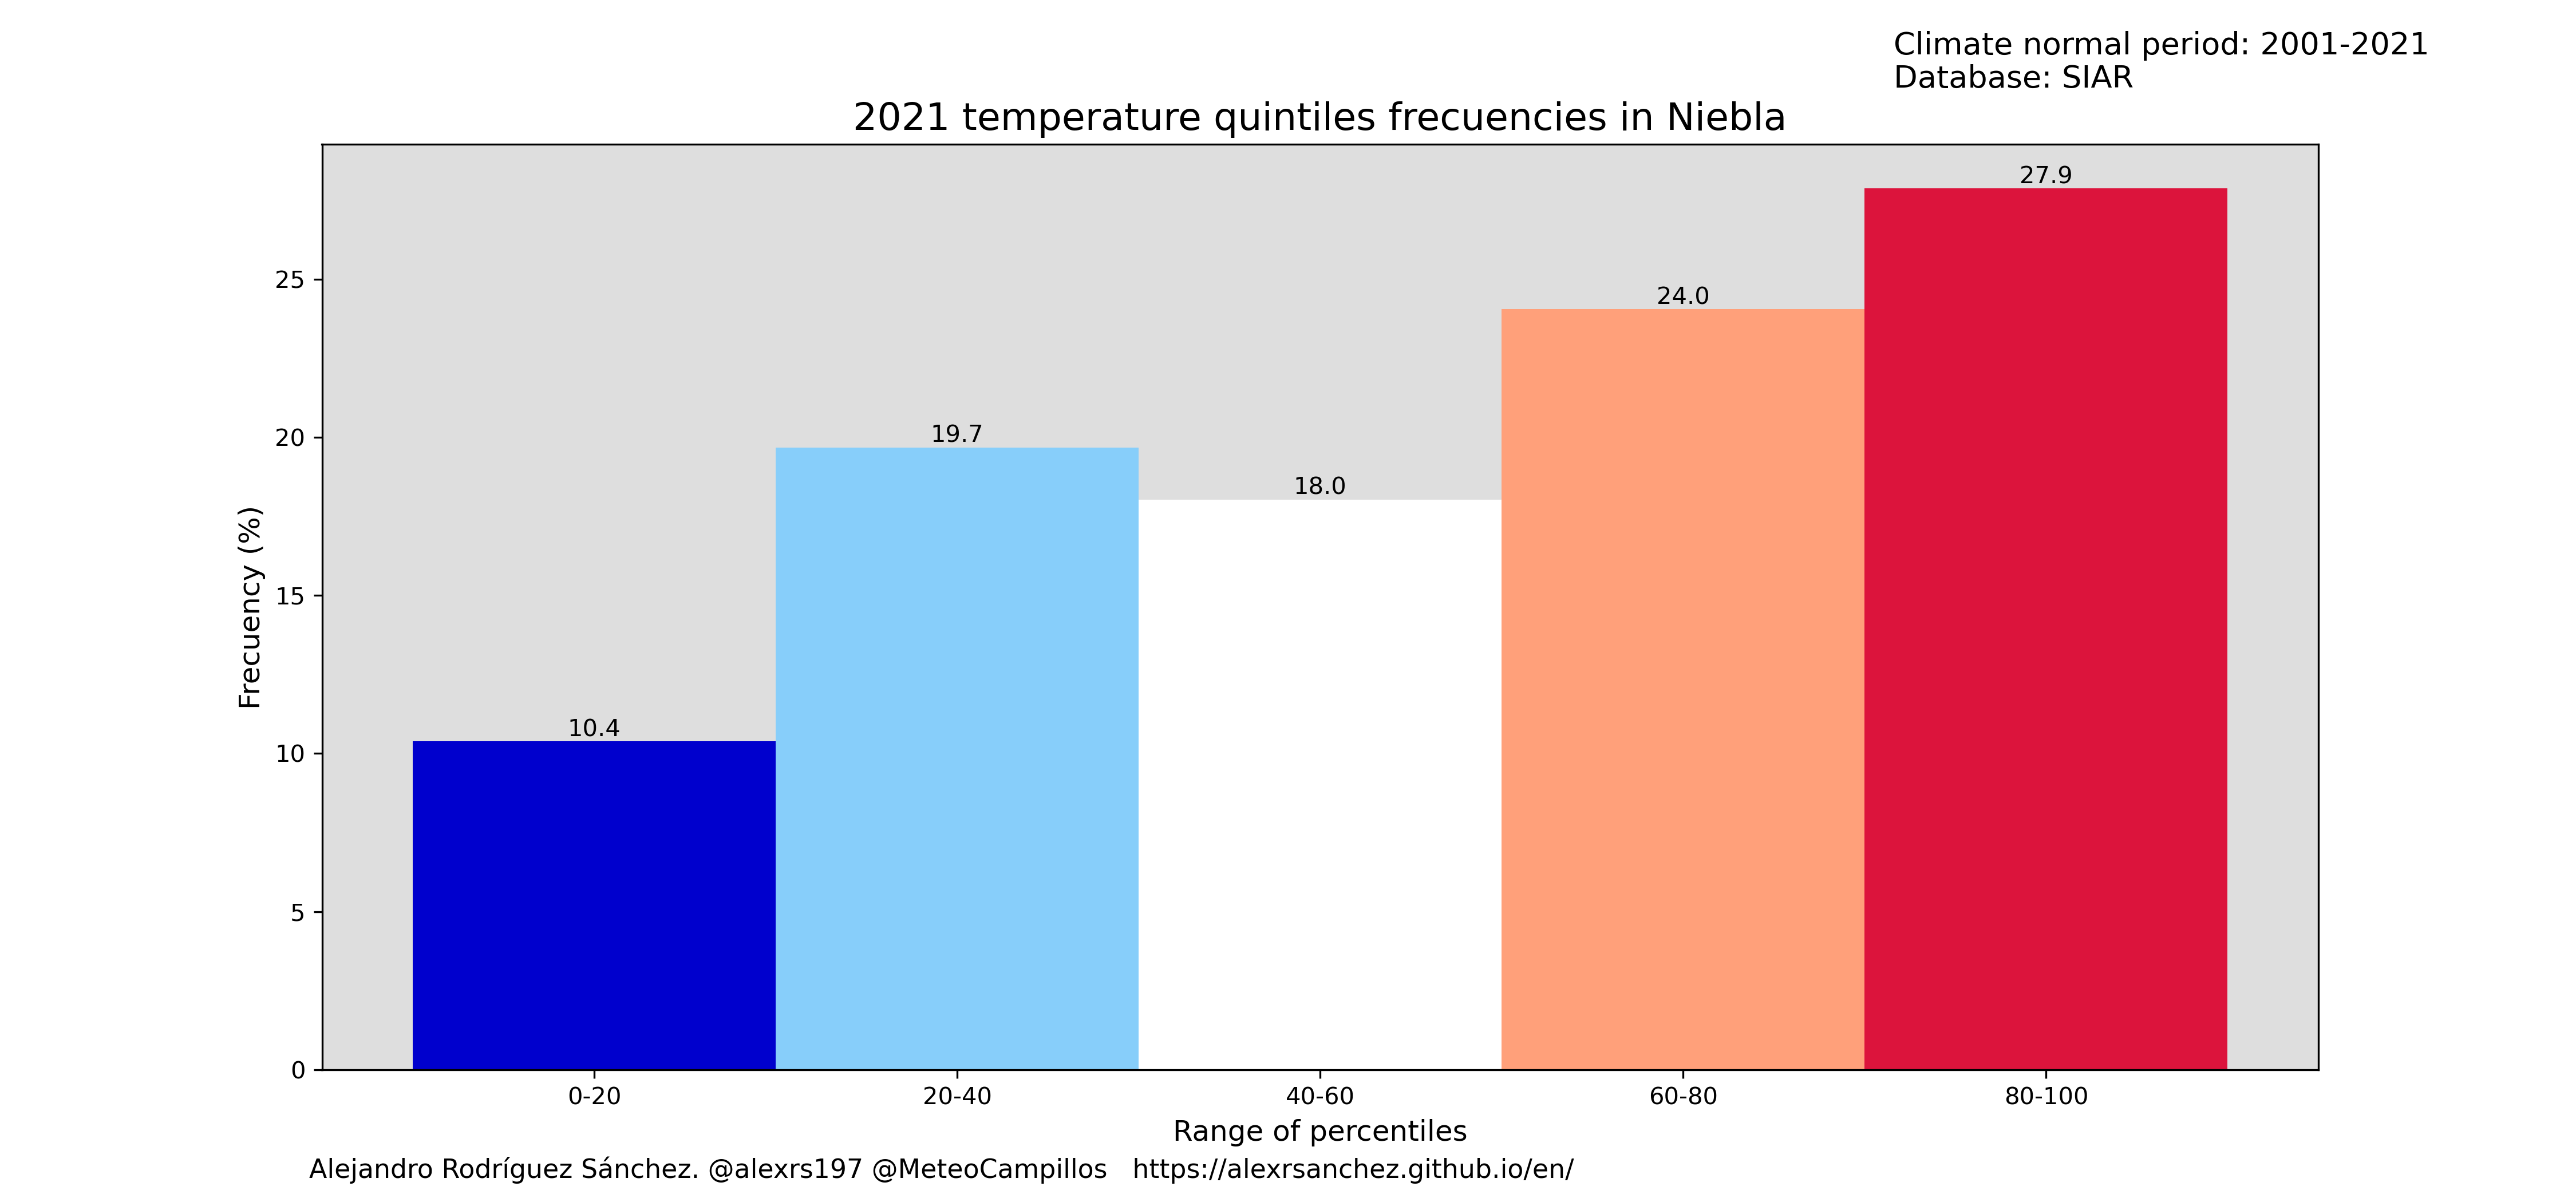 Climate normal period: 2001-2021
Database: SIAR
2021 temperature quintiles frecuencies in Niebla
27.9
25
24.0
20
19.7
18.0
15
10.4
10
5
0
Frecuency (%)
0-20 20-40 40-60 60-80 80-100
Range of percentiles
Alejandro Rodríguez Sánchez. @alexrs197 @MeteoCampillos https://alexrsanchez.github.io/en/